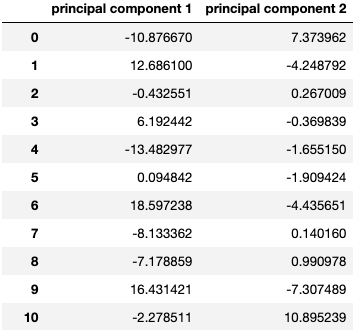 principal component 1 principal component 2
0 -10.876670 7.373962
1 12.686100 -4.248792
2 -0.432551 0.267009
3 6.192442 -0.369839
4 -13.482977 -1.655150
5 0.094842 -1.909424
6 18.597238 -4.435651
7 -8.133362 0.140160
8 -7.178859 0.990978
9 16.431421 -7.307489
10 -2.278511 10.895239